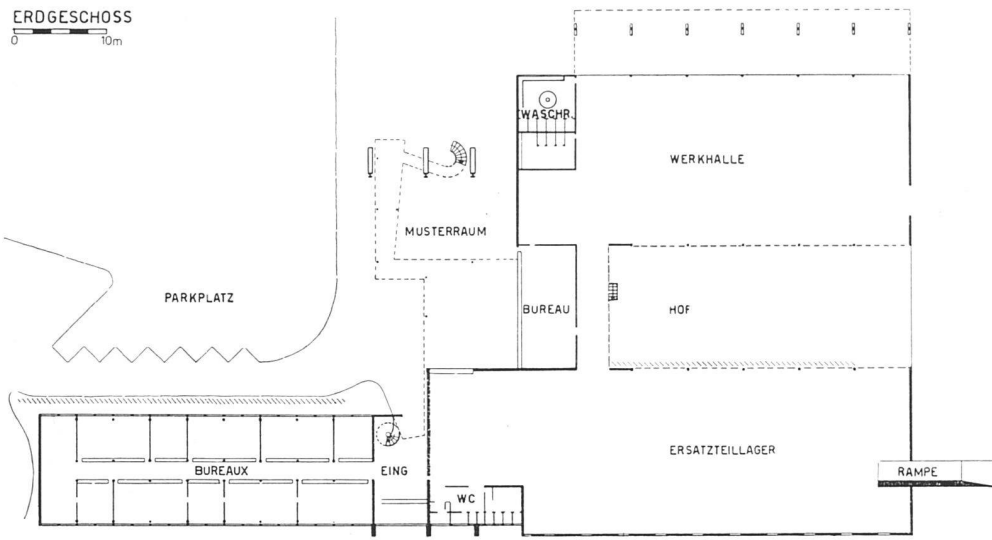 ERDGESCHOSS
0 10m
WASCHR.
WERKHALLE
MUSTERRAUM
PARKPLATZ
BUREAU
HOF
BUREAUX
EING
ERSATZTEILLAGER
RAMPE
WC